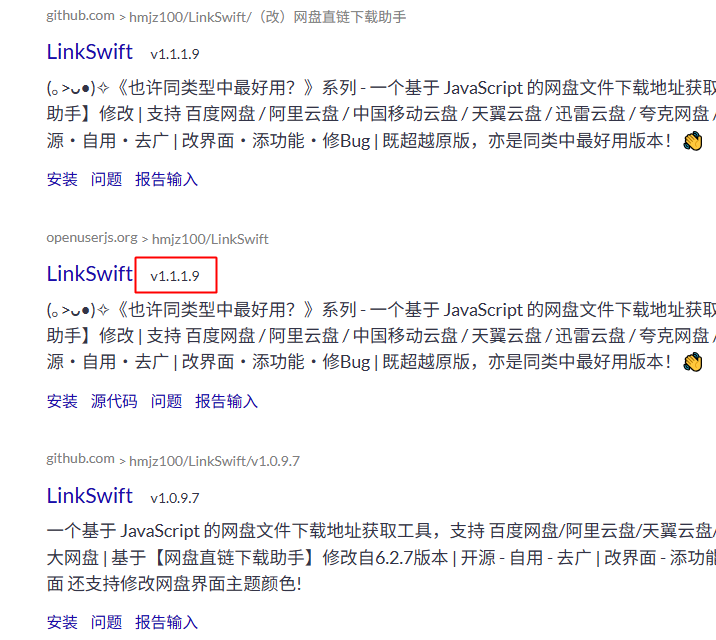 github.com > hmjz100/LinkSwift/（改）网盘直链下载助手
LinkSwift v1.1.1.9
(｡>ᴗ●)✧《也许同类型中最好用？》系列 - 一个基于 JavaScript 的网盘文件下载地址获取
助手】修改 | 支持 百度网盘 / 阿里云盘 / 中国移动云盘 / 天翼云盘 / 迅雷云盘 / 夸克网盘 /
源・自用・去广 | 改界面・添功能・修Bug | 既超越原版，亦是同类中最好用版本！👏
安装 问题 报告输入
openuserjs.org > hmjz100/LinkSwift
LinkSwift v1.1.1.9
(｡>ᴗ●)✧《也许同类型中最好用？》系列 - 一个基于 JavaScript 的网盘文件下载地址获取
助手】修改 | 支持 百度网盘 / 阿里云盘 / 中国移动云盘 / 天翼云盘 / 迅雷云盘 / 夸克网盘 /
源・自用・去广 | 改界面・添功能・修Bug | 既超越原版，亦是同类中最好用版本！👏
安装 源代码 问题 报告输入
github.com > hmjz100/LinkSwift/v1.0.9.7
LinkSwift v1.0.9.7
一个基于 JavaScript 的网盘文件下载地址获取工具，支持 百度网盘/阿里云盘/天翼云盘/
大网盘 | 基于【网盘直链下载助手】修改自6.2.7版本 | 开源 - 自用 - 去广 | 改界面 - 添功能
面 还支持修改网盘界面主题颜色!
安装 问题 报告输入